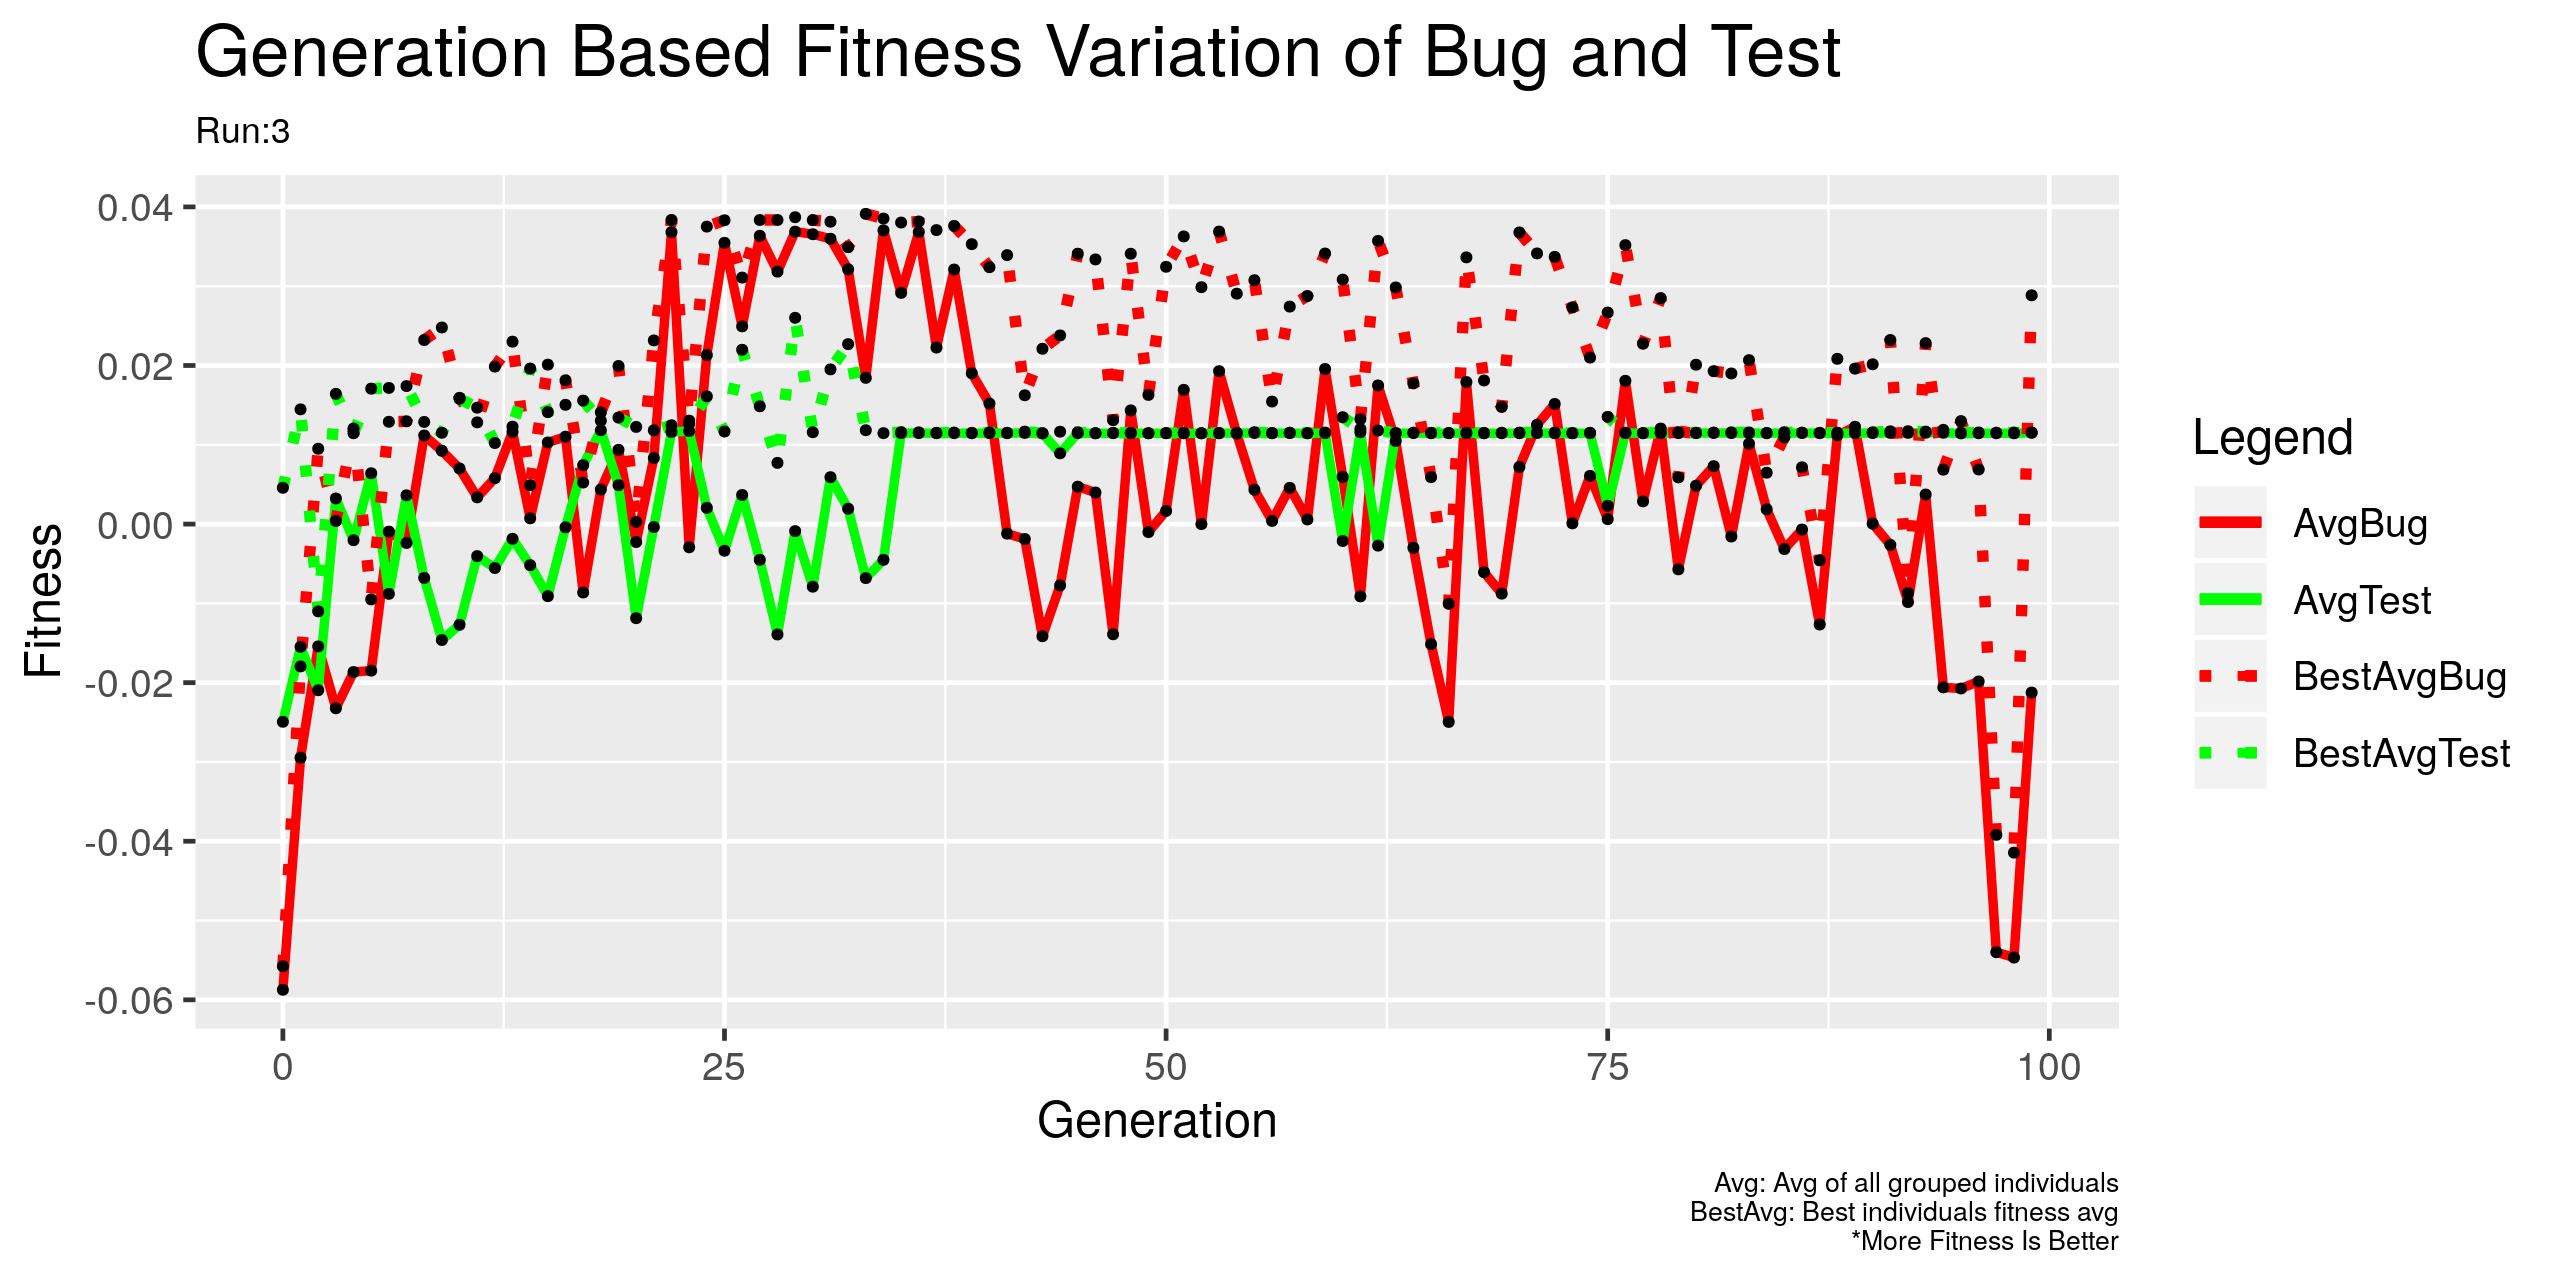 Generation Based Fitness Variation of Bug and Test
Run:3
Fitness
0.04
0.02
0.00
-0.02
-0.04
-0.06
0 25 50 75 100
Generation
Legend
AvgBug
AvgTest
BestAvgBug
BestAvgTest
Avg: Avg of all grouped individuals
BestAvg: Best individuals fitness avg
*More Fitness Is Better